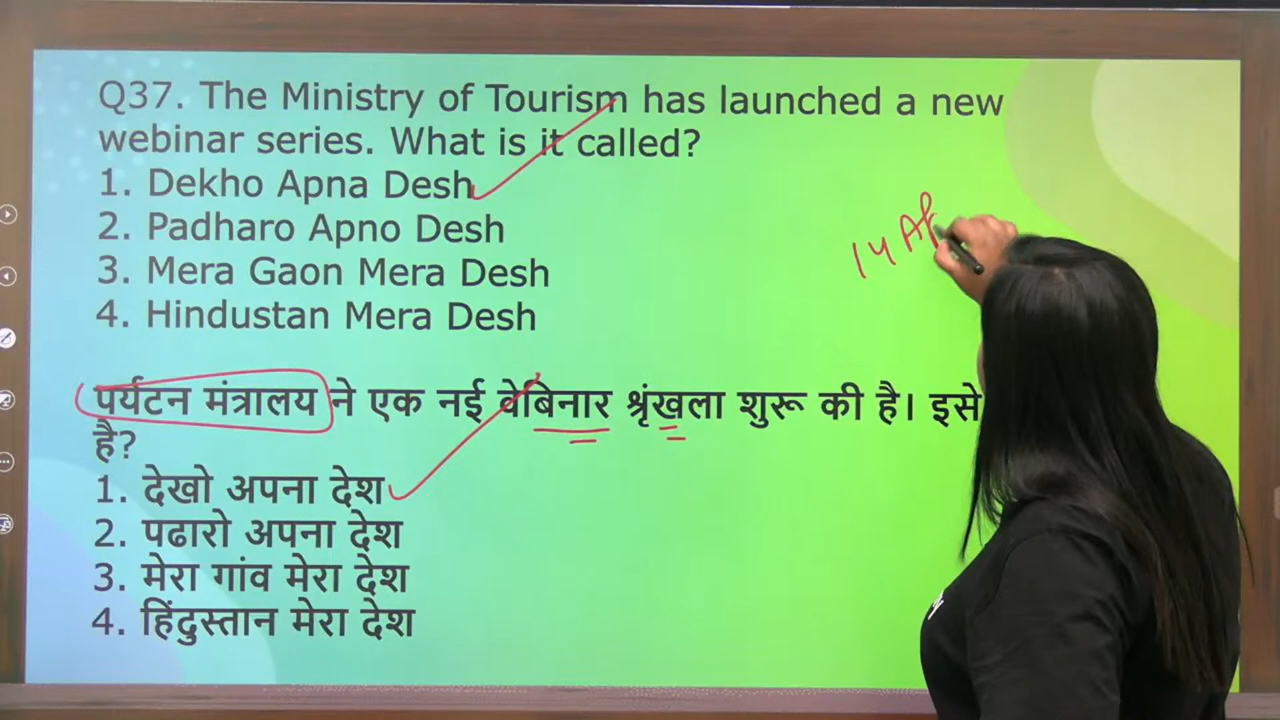 Q37. The Ministry of Tourism has launched a new
webinar series. What is it called?
1. Dekho Apna Desh
2. Padharo Apno Desh
3. Mera Gaon Mera Desh
4. Hindustan Mera Desh
14 Ap
पर्यटन मंत्रालय ने एक नई वेबिनार श्रृंखला शुरू की है। इसे
है?
1. देखो अपना देश
2. पढारो अपना देश
3. मेरा गांव मेरा देश
4. हिंदुस्तान मेरा देश